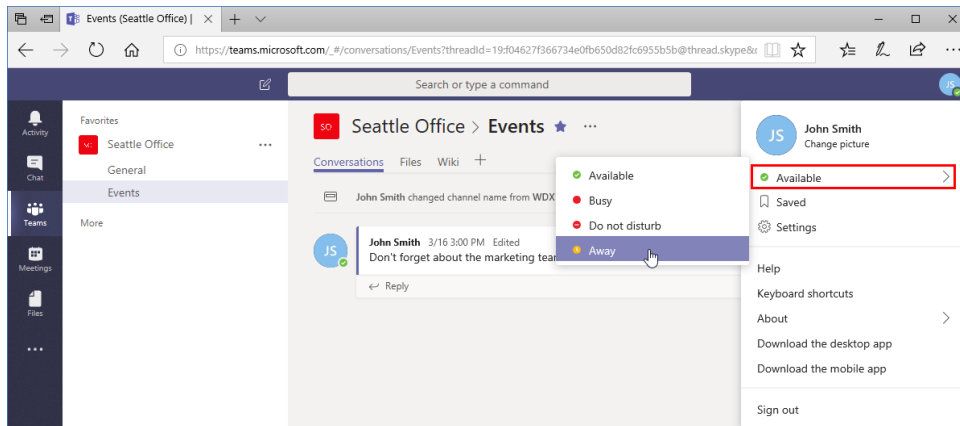 Events (Seattle Office) |
https://teams.microsoft.com/_#/conversations/Events?threadId=19:f04627f366734e0fb650d82fc6955b5b@thread.skype&c
Search or type a command
JS
Activity
Chat
Teams
Meetings
Files
Favorites
Seattle Office
General
Events
More
SO Seattle Office > Events
Conversations Files Wiki
John Smith changed channel name from WDX
JS John Smith 3/16 3:00 PM Edited
Don't forget about the marketing tea
Reply
Available
Busy
Do not disturb
Away
JS John Smith
Change picture
Available
Saved
Settings
Help
Keyboard shortcuts
About
Download the desktop app
Download the mobile app
Sign out